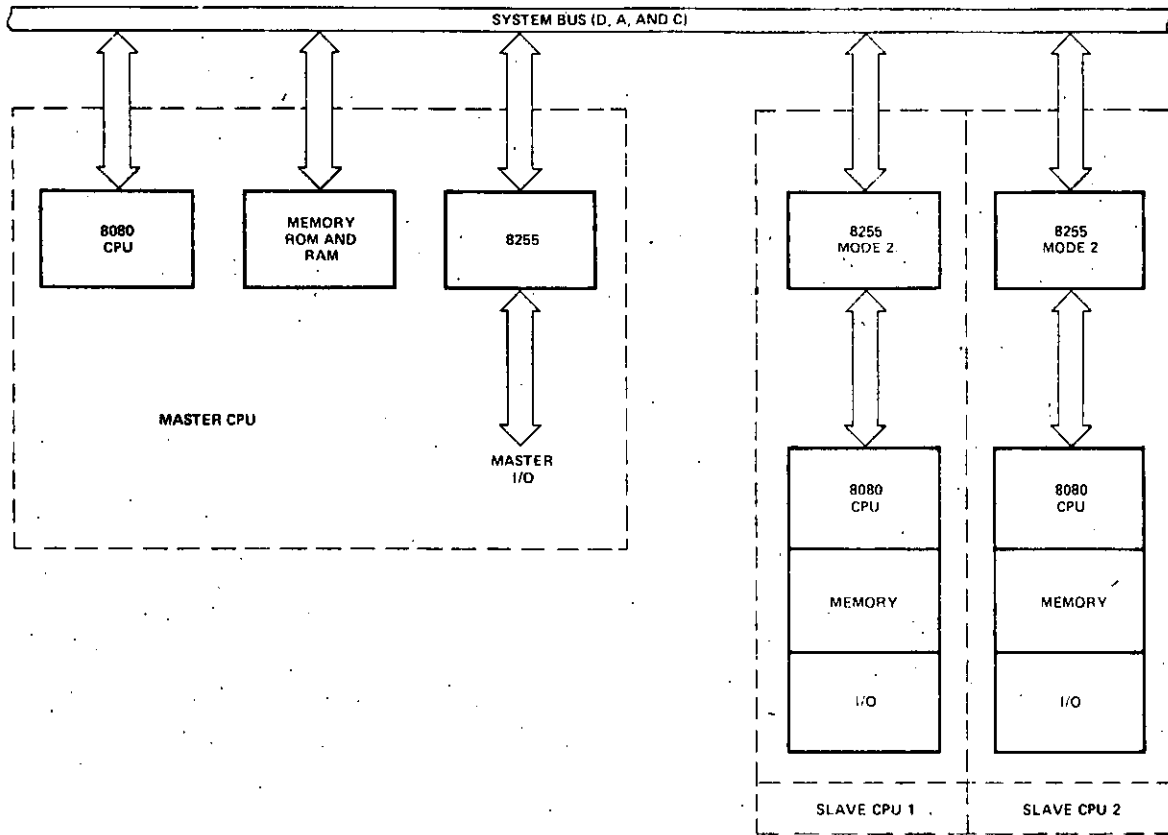 SYSTEM BUS (D, A, AND C)
8080
CPU
MEMORY
ROM AND
RAM
8255
8255
MODE 2
8255
MODE 2
MASTER CPU
MASTER
I/O
8080
CPU
8080
CPU
MEMORY
MEMORY
I/O
I/O
SLAVE CPU 1
SLAVE CPU 2